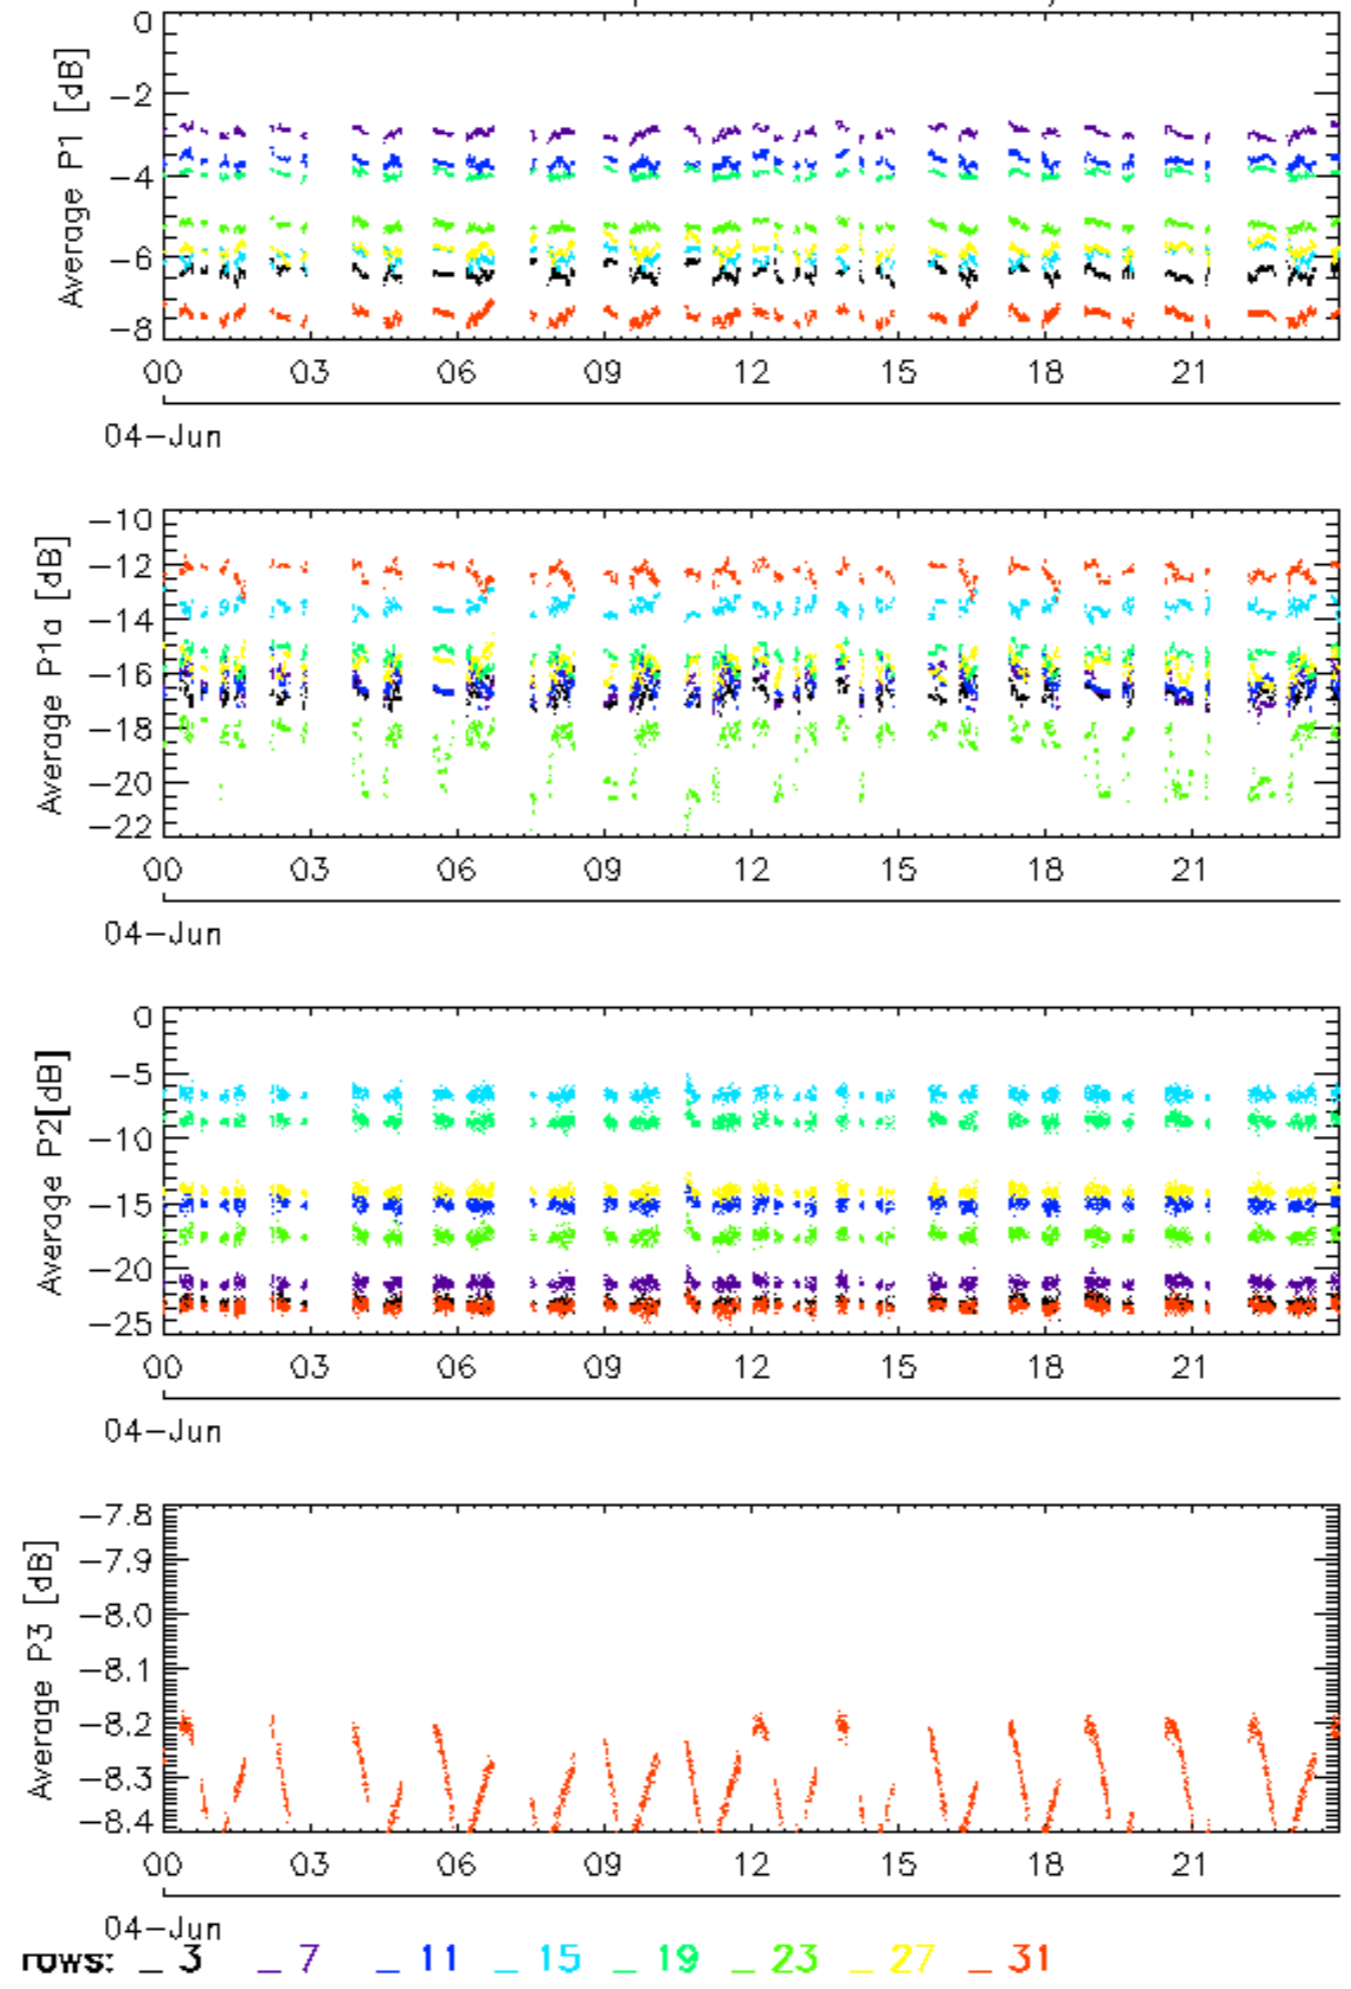 Average P1 [dB]
0
−2
−4
−6
−8
00 03 06 09 12 15 18 21
04−Jun
Average P1a [dB]
−10
−12
−14
−16
−18
−20
−22
00 03 06 09 12 15 18 21
04−Jun
Average P2[dB]
0
−5
−10
−15
−20
−25
00 03 06 09 12 15 18 21
04−Jun
Average P3 [dB]
−7.8
−7.9
−8.0
−8.1
−8.2
−8.3
−8.4
00 03 06 09 12 15 18 21
04−Jun
rows: _ 3 _ 7 _ 11 _ 15 _ 19 _ 23 _ 27 _ 31